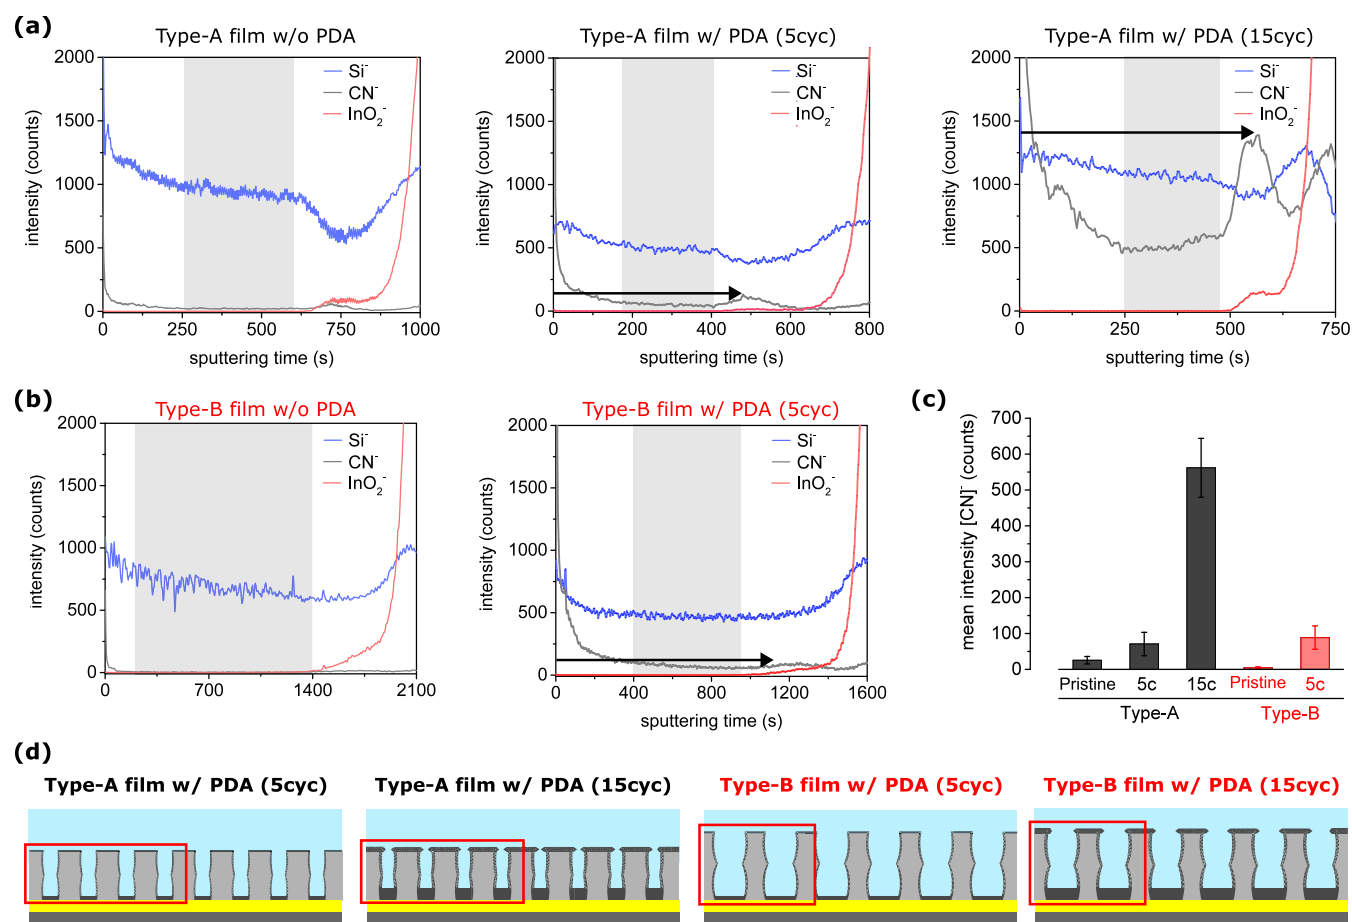 (a)
Type-A film w/o PDA
2000
1500
1000
500
0
intensity (counts)
Si-
CN-
InO2-
0 250 500 750 1000
sputtering time (s)
Type-A film w/ PDA (5cyc)
2000
1500
1000
500
0
intensity (counts)
Si-
CN-
InO2-
0 200 400 600 800
sputtering time (s)
Type-A film w/ PDA (15cyc)
2000
1500
1000
500
0
intensity (counts)
Si-
CN-
InO2-
0 250 500 750
sputtering time (s)
(b)
Type-B film w/o PDA
2000
1500
1000
500
0
intensity (counts)
Si-
CN-
InO2-
0 700 1400 2100
sputtering time (s)
Type-B film w/ PDA (5cyc)
2000
1500
1000
500
0
intensity (counts)
Si-
CN-
InO2-
0 400 800 1200 1600
sputtering time (s)
(c)
700
600
500
400
300
200
100
0
mean intensity [CN]- (counts)
Pristine 5c 15c Pristine 5c
Type-A Type-B
(d)
Type-A film w/ PDA (5cyc)
Type-A film w/ PDA (15cyc)
Type-B film w/ PDA (5cyc)
Type-B film w/ PDA (15cyc)